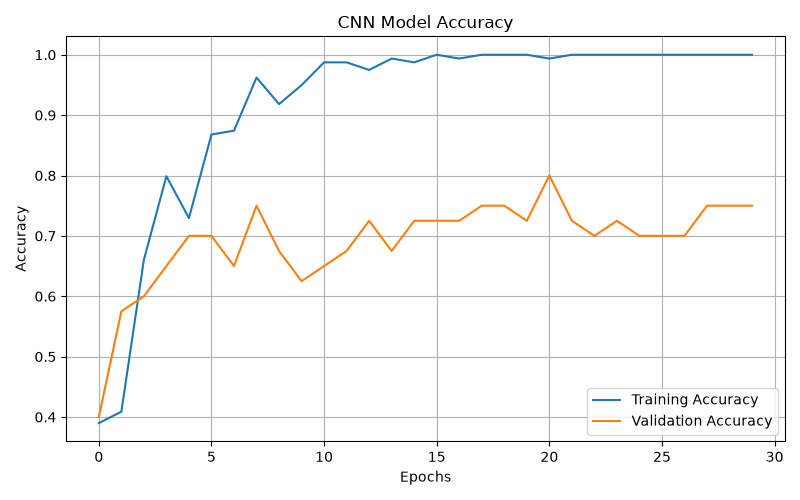 CNN Model Accuracy
1.0
0.9
0.8
0.7
0.6
0.5
0.4
Accuracy
Training Accuracy
Validation Accuracy
0 5 10 15 20 25 30
Epochs